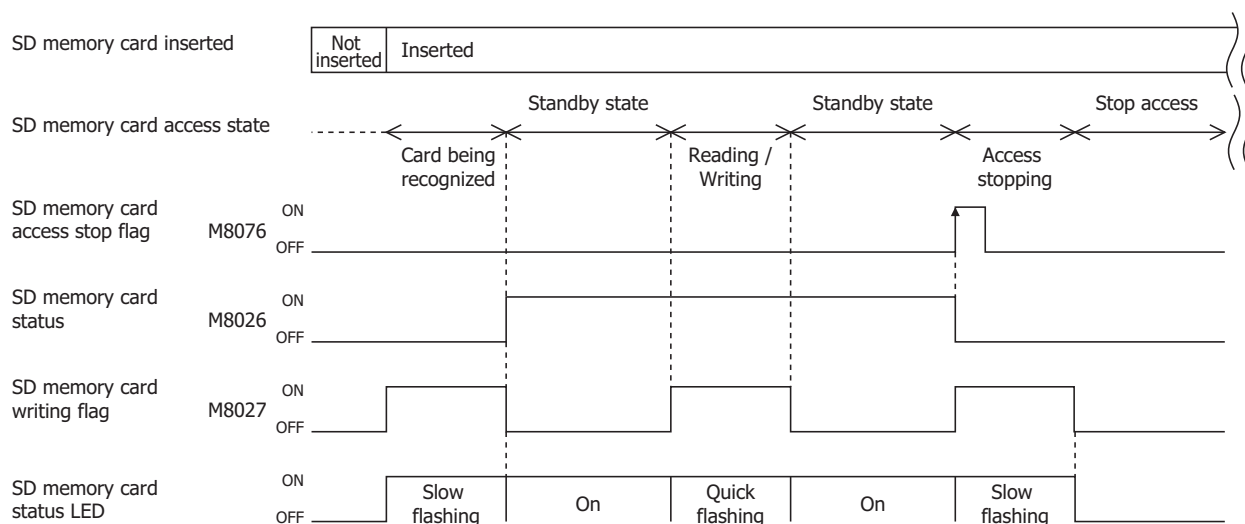 SD memory card inserted
Not
inserted
Inserted
Standby state
Standby state
Stop access
SD memory card access state
Card being
recognized
Reading /
Writing
Access
stopping
SD memory card
access stop flag
M8076
ON
OFF
SD memory card
status
M8026
ON
OFF
SD memory card
writing flag
M8027
ON
OFF
SD memory card
status LED
ON
OFF
Slow
flashing
On
Quick
flashing
On
Slow
flashing